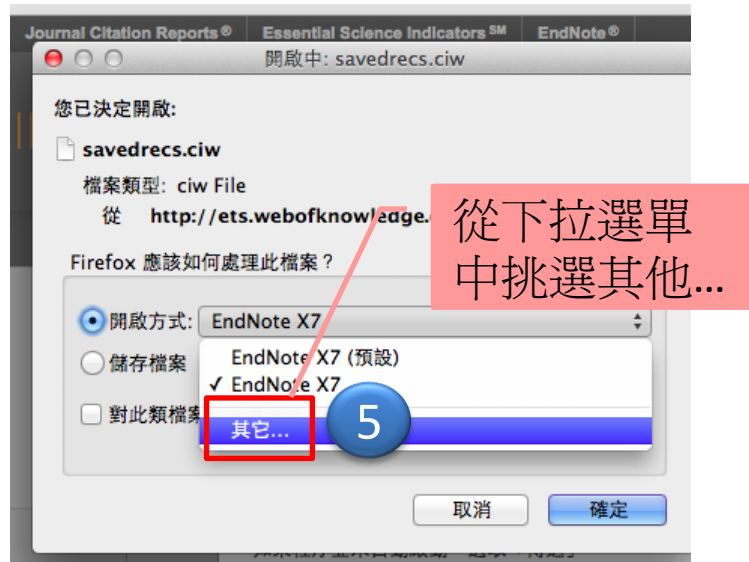 Journal Citation Reports® Essential Science Indicators SM EndNote®
開啟中: savedrecs.ciw
您已決定開啟:
savedrecs.ciw
檔案類型: ciw File
從 http://ets.webofknowledge.
從下拉選單
中挑選其他...
Firefox 應該如何處理此檔案？
開啟方式: EndNote X7
儲存檔案
EndNote X7 (預設)
✓ EndNote X7
對此類檔案
其它...
5
取消 確定